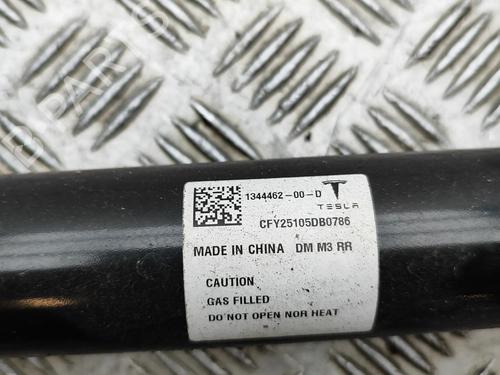 1344462-00-D
TESLA
CFY25105DB0786
MADE IN CHINA DM M3 RR
CAUTION
GAS FILLED
DO NOT OPEN NOR HEAT